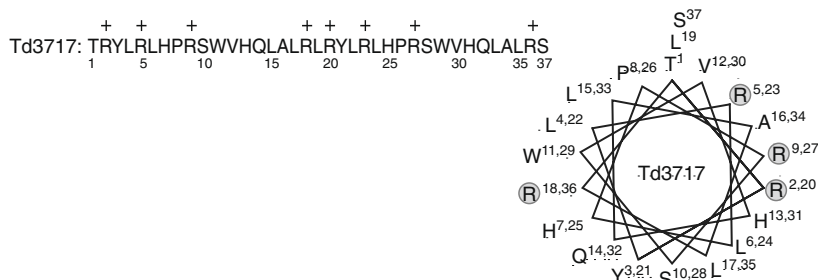 + + + + + + + +
Td3717: TRYLRLHPRSWVHQLALRLRYLRLHPRSWVHQLALRS
1 5 10 15 20 25 30 35 37
S37
L19
T1
V12,30
P8,26
R5,23
L15,33
A16,34
L4,22
R9,27
W11,29
Td3717
R2,20
R18,36
H13,31
H7,25
L6,24
Q14,32
L17,35
Y3,21
S10,28